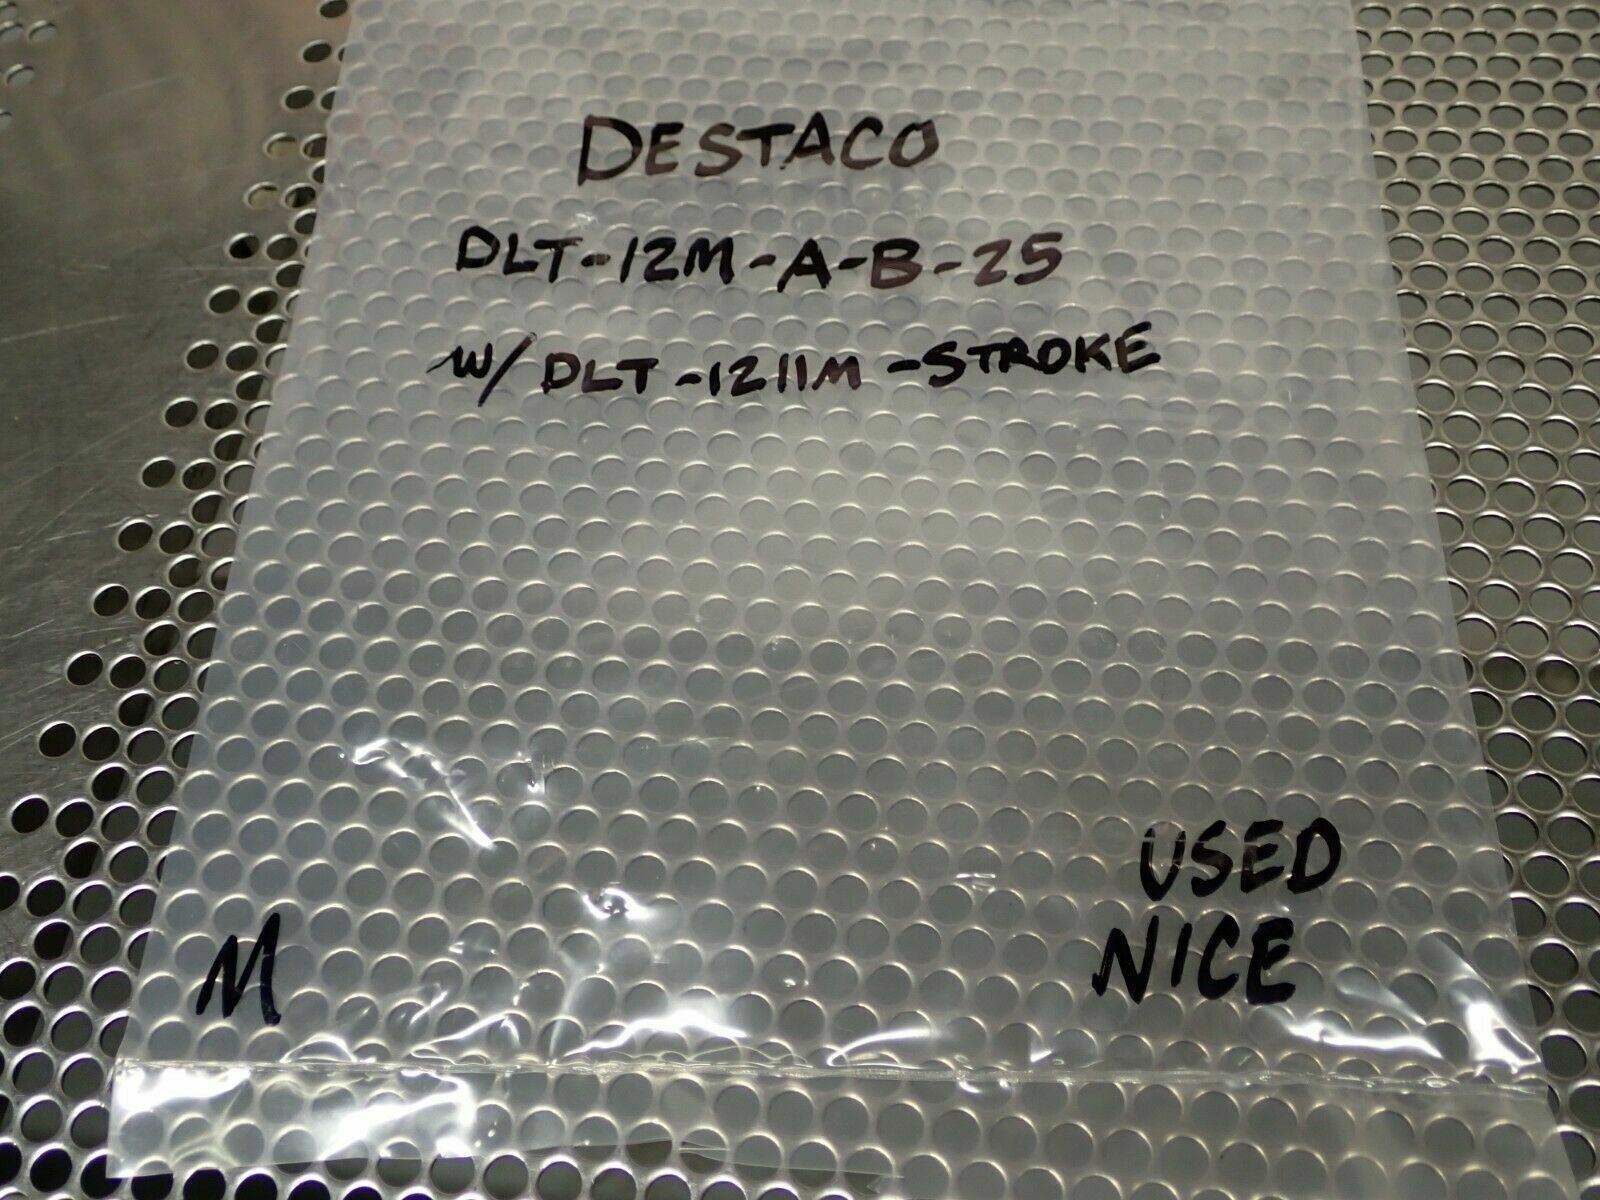 DESTACO
DLT-12M-A-B-25
W/ DLT-1211M-STROKE
USED
NICE
M